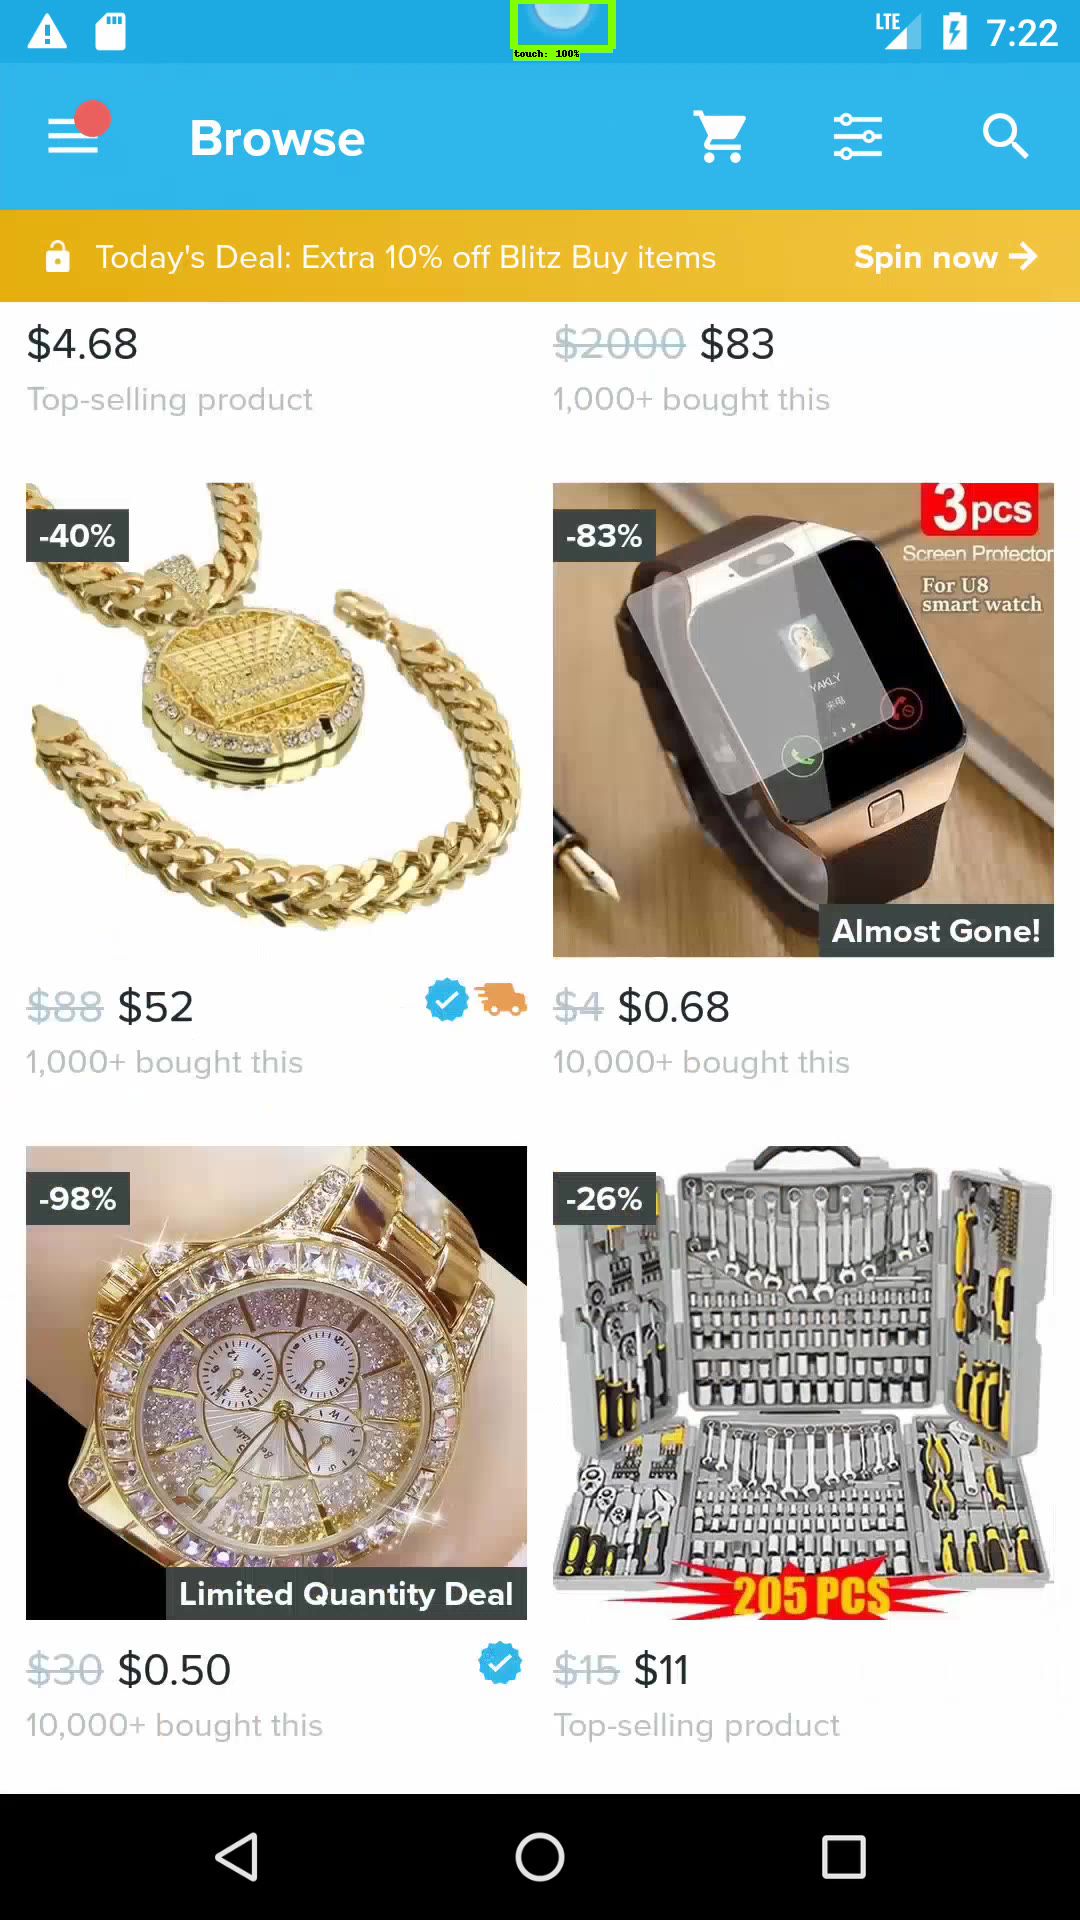 touch: 100%
LTE
7:22
Browse
Today's Deal: Extra 10% off Blitz Buy items
Spin now →
$4.68
$2000 $83
Top-selling product
1,000+ bought this
-40%
-83%
3pcs
Screen Protector
For U8
smart watch
YAKLY
来电
Almost Gone!
$88 $52
$4 $0.68
1,000+ bought this
10,000+ bought this
-98%
-26%
Limited Quantity Deal
205 PCS
$30 $0.50
$15 $11
10,000+ bought this
Top-selling product